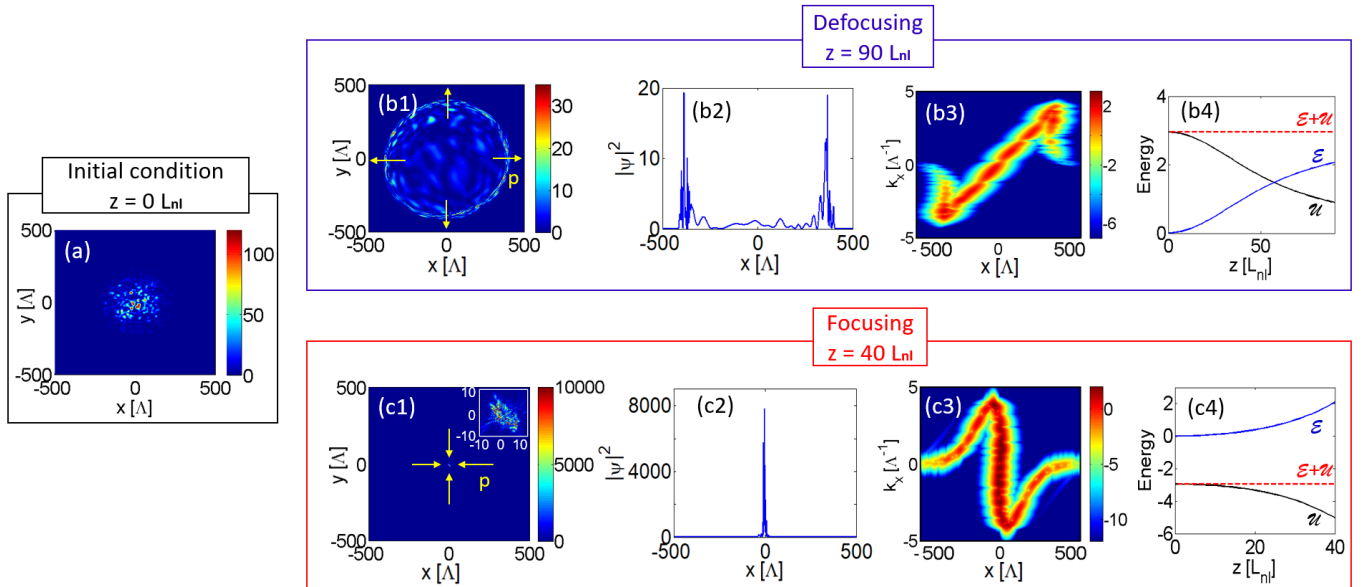 Defocusing
z = 90 Lnl
Initial condition
z = 0 Lnl
(a)
y [Λ]
500
0
-500
-500
0
500
x [Λ]
100
50
0
(b1)
p
y [Λ]
500
0
-500
-500
0
500
x [Λ]
30
20
10
0
(b2)
|ψ|²
20
10
0
-500
0
500
x [Λ]
(b3)
kₓ [Λ⁻¹]
5
0
-5
-500
0
500
x [Λ]
2
0
-2
-4
-6
(b4)
Energy
4
2
0
0
50
z [Lnl]
ℰ+𝒰
ℰ
𝒰
Focusing
z = 40 Lnl
(c1)
10
0
-10
-10
0
10
p
y [Λ]
500
0
-500
-500
0
500
x [Λ]
10000
5000
0
(c2)
|ψ|²
8000
4000
0
-500
0
500
x [Λ]
(c3)
kₓ [Λ⁻¹]
5
0
-5
-500
0
500
x [Λ]
0
-5
-10
(c4)
Energy
2
0
-2
-4
-6
0
20
40
z [Lnl]
ℰ
ℰ+𝒰
𝒰